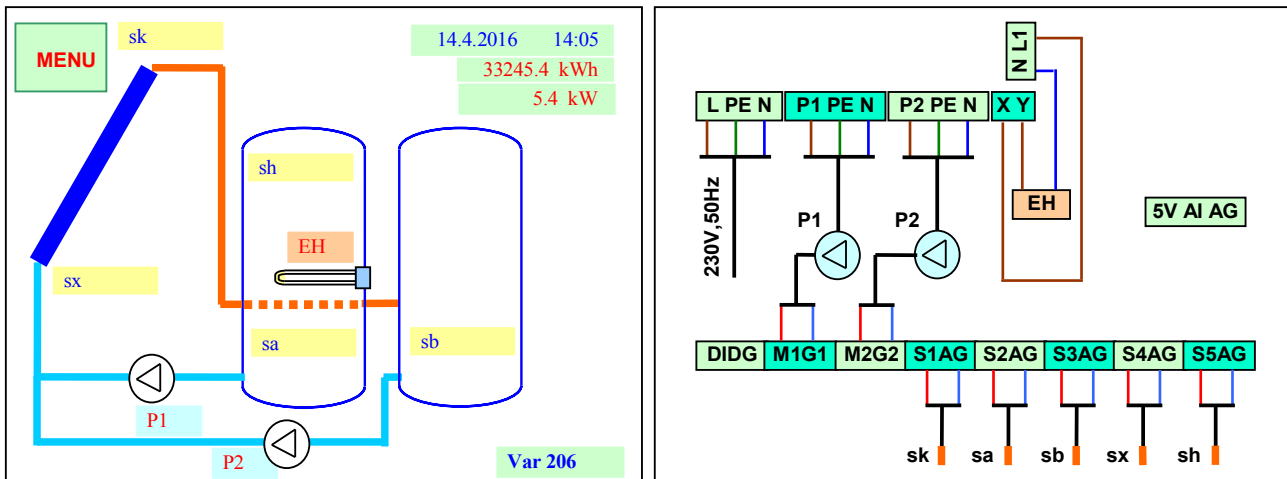 MENU
sk
14.4.2016 14:05
33245.4 kWh
5.4 kW
sh
EH
sx
sa
sb
P1
P2
Var 206
N L1
L PE N
P1 PE N
P2 PE N
X Y
230V,50Hz
P1
P2
EH
5V AI AG
DIDG
M1G1
M2G2
S1AG
S2AG
S3AG
S4AG
S5AG
sk
sa
sb
sx
sh